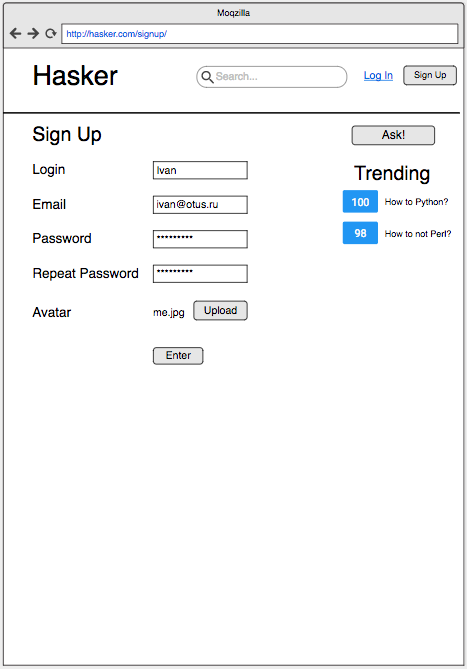 Moqzilla
http://hasker.com/signup/
Hasker
Search...
Log In
Sign Up
Sign Up
Login
Ivan
Email
ivan@otus.ru
Password
*********
Repeat Password
*********
Avatar
me.jpg
Upload
Enter
Ask!
Trending
100 How to Python?
98 How to not Perl?